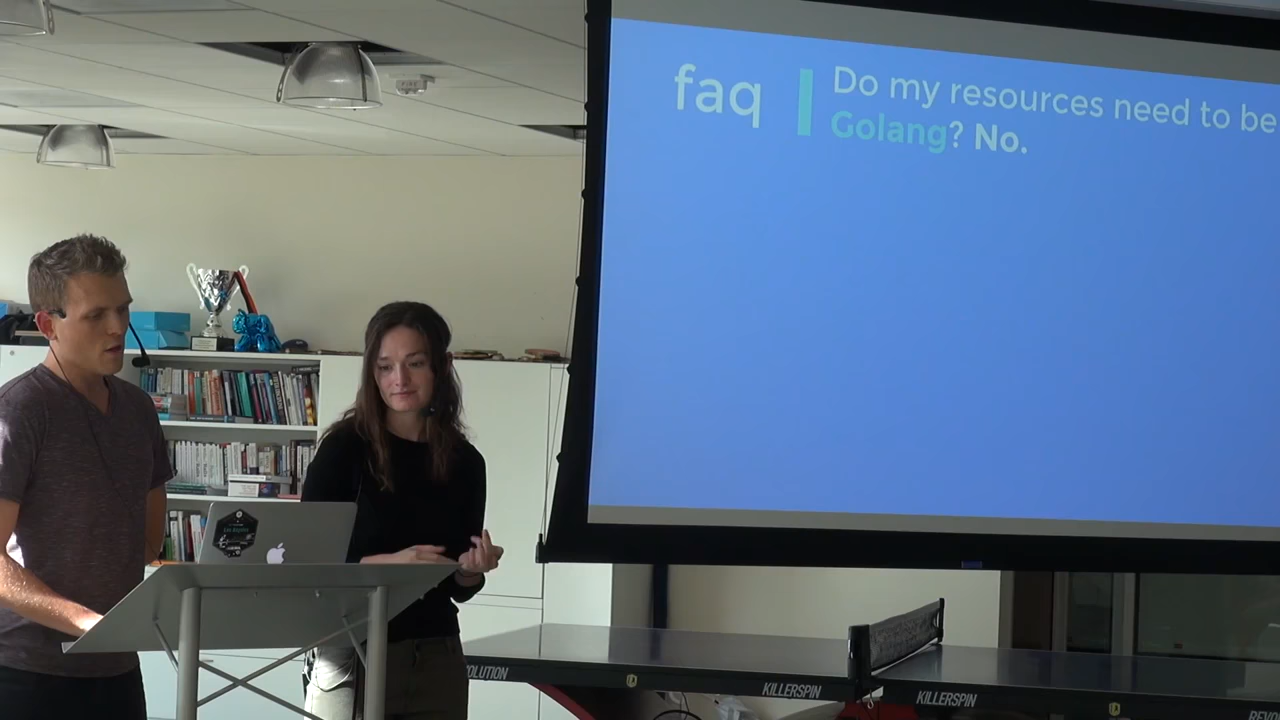 faq
Do my resources need to be
Golang? No.
KILLERSPIN
KILLERSPIN